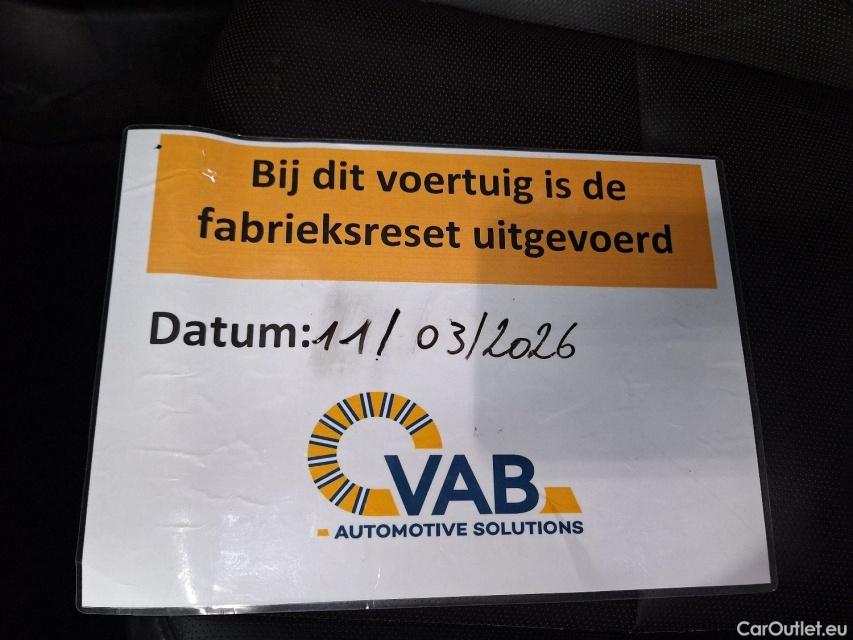 Bij dit voertuig is de
fabrieksreset uitgevoerd
Datum: 11/03/2026
VAB
AUTOMOTIVE SOLUTIONS
CarOutlet.eu